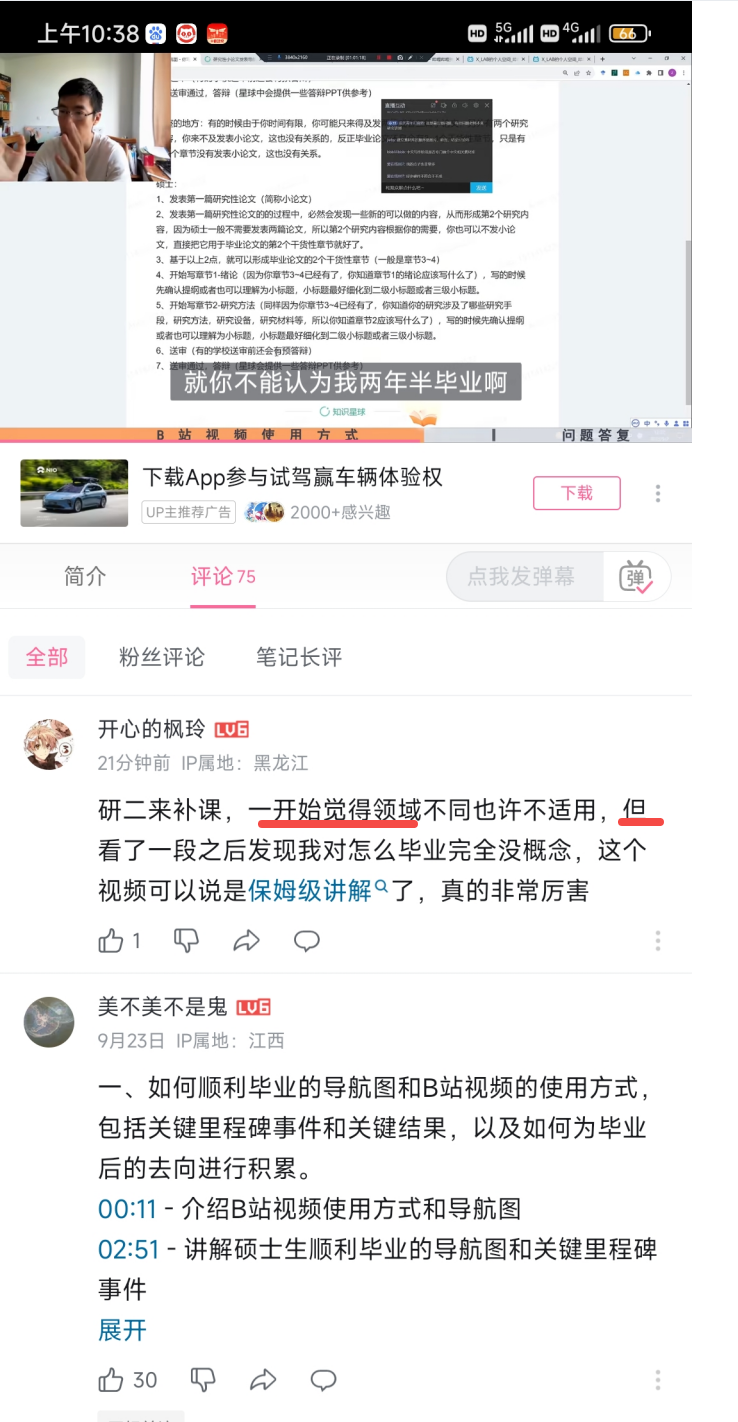 上午10:38
HD 5G HD 4G 66
送审通过，答辩（星球中会提供一些答辩PPT供参考）
的地方：有的时候由于你时间有限，你可能只来得及发
，你来不及发表小论文，这也没有关系的，反正毕业论
个章节没有发表小论文，这也没有关系。
硕士：
1、发表第一篇研究性论文（简称小论文）
2、发表第一篇研究性论文的的过程中，必然会发现一些新的可以做的内容，从而形成第2个研究内
容，因为硕士一般不需要发表两篇论文，所以第2个研究内容根据你的需要，你也可以不发小论
文，直接把它用于毕业论文的第2个干货性章节就好了。
3、基于以上2点，就可以形成毕业论文的2个干货性章节（一般是章节3~4）
4、开始写章节1-绪论（因为你章节3~4已经有了，你知道章节1的绪论应该写什么了），写的时候
先确认提纲或者也可以理解为小标题，小标题最好细化到二级小标题或者三级小标题。
5、开始写章节2-研究方法（同样因为你章节3~4已经有了，你知道你的研究涉及了哪些研究手
段，研究方法，研究设备，研究材料等，所以你知道章节2应该写什么了），写的时候先确认提纲
或者也可以理解为小标题，小标题最好细化到二级小标题或者三级小标题。
6、送审（有的学校送审前还会有预答辩）
7、送审通过，答辩（星球会提供一些答辩PPT供参考）
就你不能认为我两年半毕业啊
知识星球
B站视频使用方式 问题答复
NIO
下载App参与试驾赢车辆体验权
UP主推荐广告 2000+感兴趣
下载
简介 评论 75 点我发弹幕 弹
全部 粉丝评论 笔记长评
开心的枫玲 LV6
21分钟前 IP属地：黑龙江
研二来补课，一开始觉得领域不同也许不适用，但
看了一段之后发现我对怎么毕业完全没概念，这个
视频可以说是保姆级讲解了，真的非常厉害
1
美不美不是鬼 LV6
9月23日 IP属地：江西
一、如何顺利毕业的导航图和B站视频的使用方式，
包括关键里程碑事件和关键结果，以及如何为毕业
后的去向进行积累。
00:11 - 介绍B站视频使用方式和导航图
02:51 - 讲解硕士生顺利毕业的导航图和关键里程碑
事件
展开
30